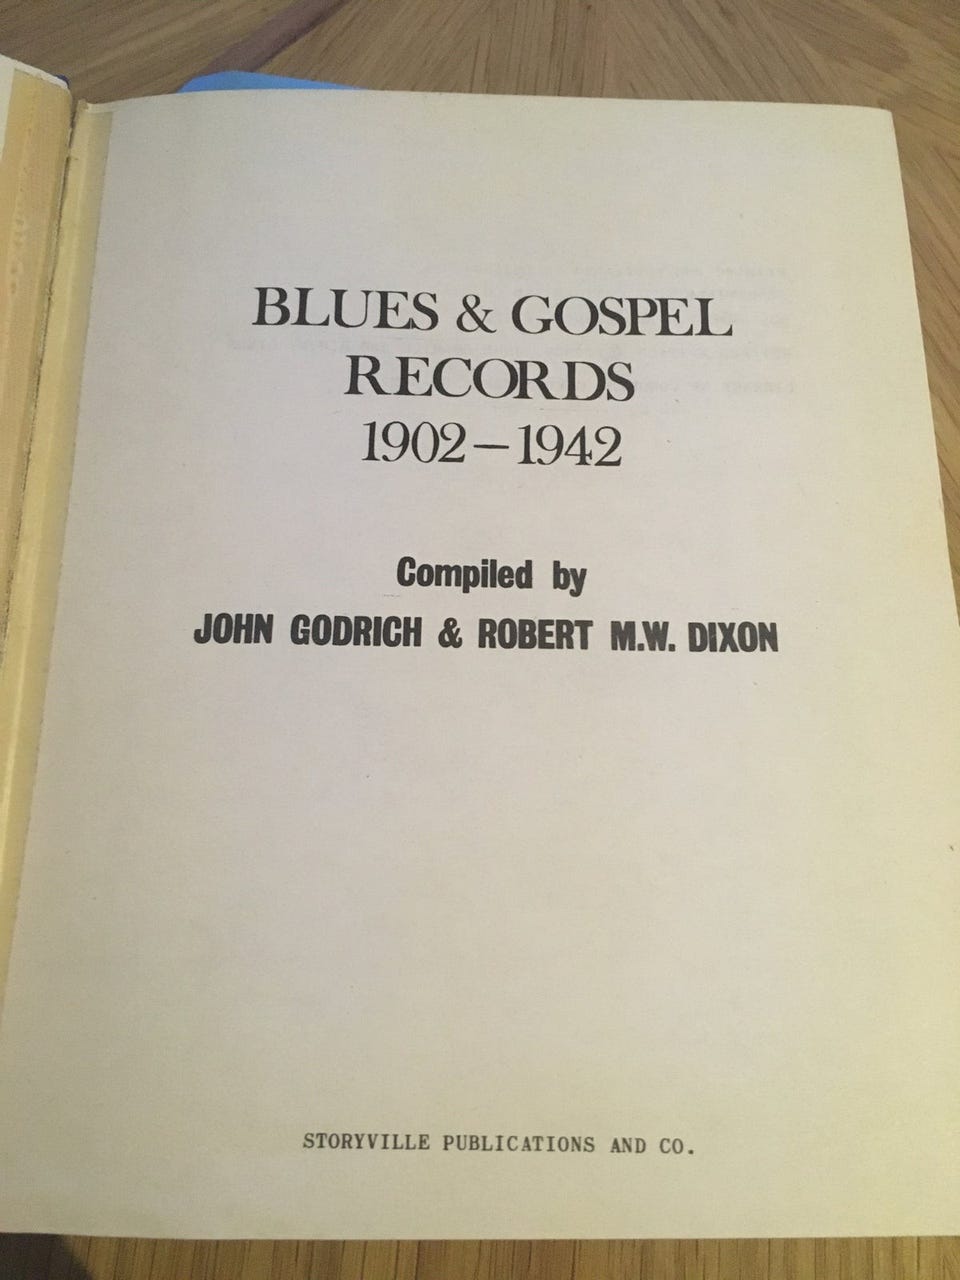 BLUES & GOSPEL
RECORDS
1902—1942
Compiled by
JOHN GODRICH & ROBERT M.W. DIXON
STORYVILLE PUBLICATIONS AND CO.